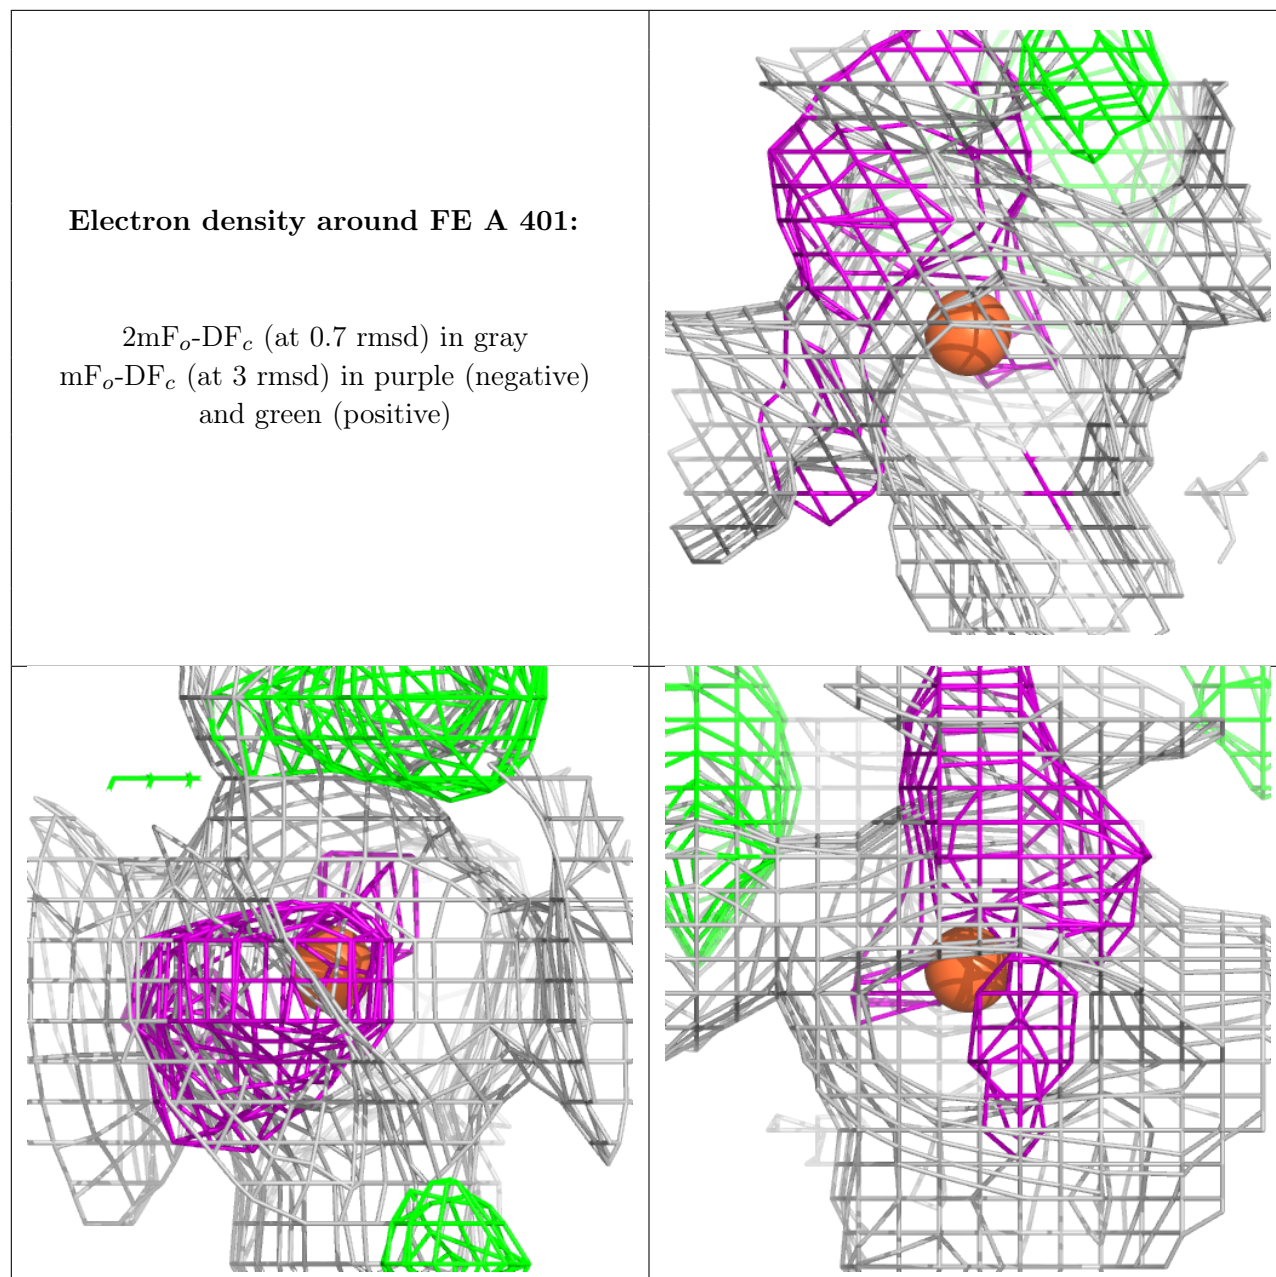 Electron density around FE A 401:
2mFₒ-DF𝒸 (at 0.7 rmsd) in gray
mFₒ-DF𝒸 (at 3 rmsd) in purple (negative)
and green (positive)